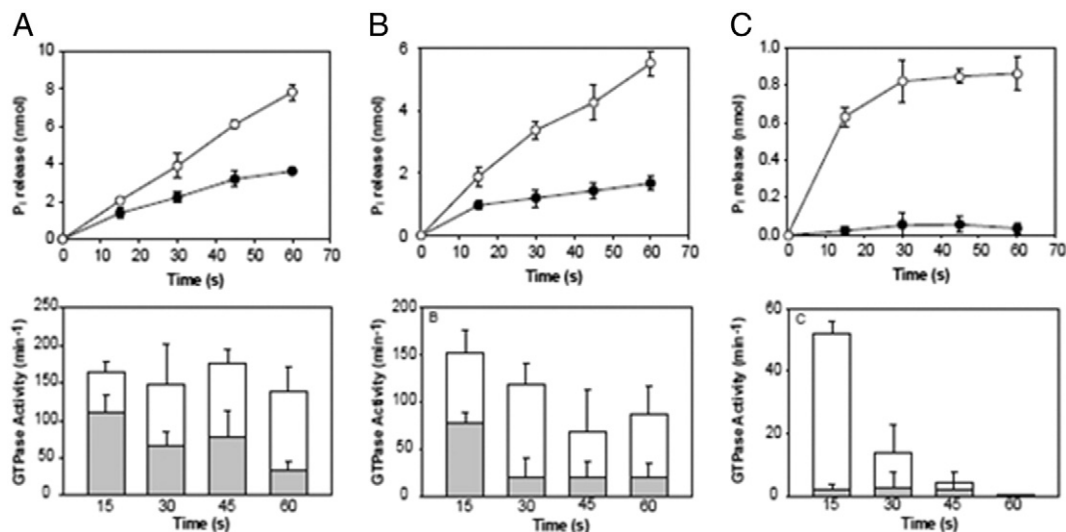 A
B
C
10
8
6
4
2
0
Pi release (nmol)
0 10 20 30 40 50 60 70
Time (s)
6
4
2
0
Pi release (nmol)
0 10 20 30 40 50 60 70
Time (s)
1.0
0.8
0.6
0.4
0.2
0.0
Pi release (nmol)
0 10 20 30 40 50 60 70
Time (s)
250
200
150
100
50
0
GTPase Activity (min-1)
15 30 45 60
Time (s)
B
200
150
100
50
0
GTPase Activity (min-1)
15 30 45 60
Time (s)
C
60
40
20
0
GTPase Activity (min-1)
15 30 45 60
Time (s)